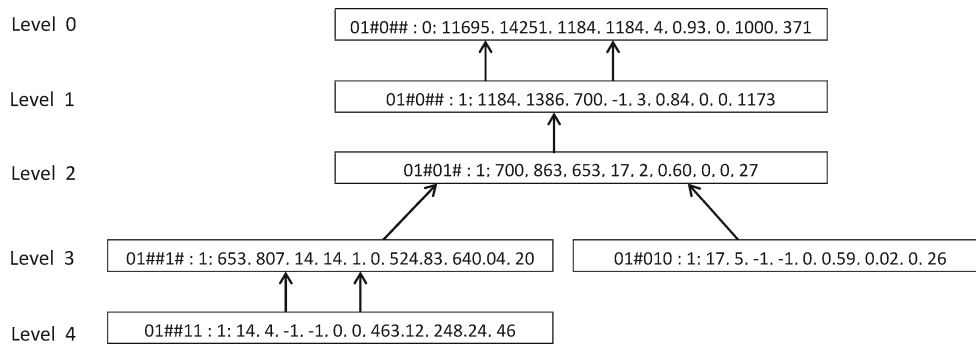 Level 0
01#0## : 0; 11695, 14251, 1184, 1184, 4, 0.93, 0, 1000, 371
Level 1
01#0## : 1; 1184, 1386, 700, -1, 3, 0.84, 0, 0, 1173
Level 2
01#01# : 1; 700, 863, 653, 17, 2, 0.60, 0, 0, 27
Level 3
01##1# : 1; 653, 807, 14, 14, 1, 0, 524.83, 640.04, 20
01#010 : 1; 17, 5, -1, -1, 0, 0.59, 0.02, 0, 26
Level 4
01##11 : 1; 14, 4, -1, -1, 0, 0, 463.12, 248.24, 46